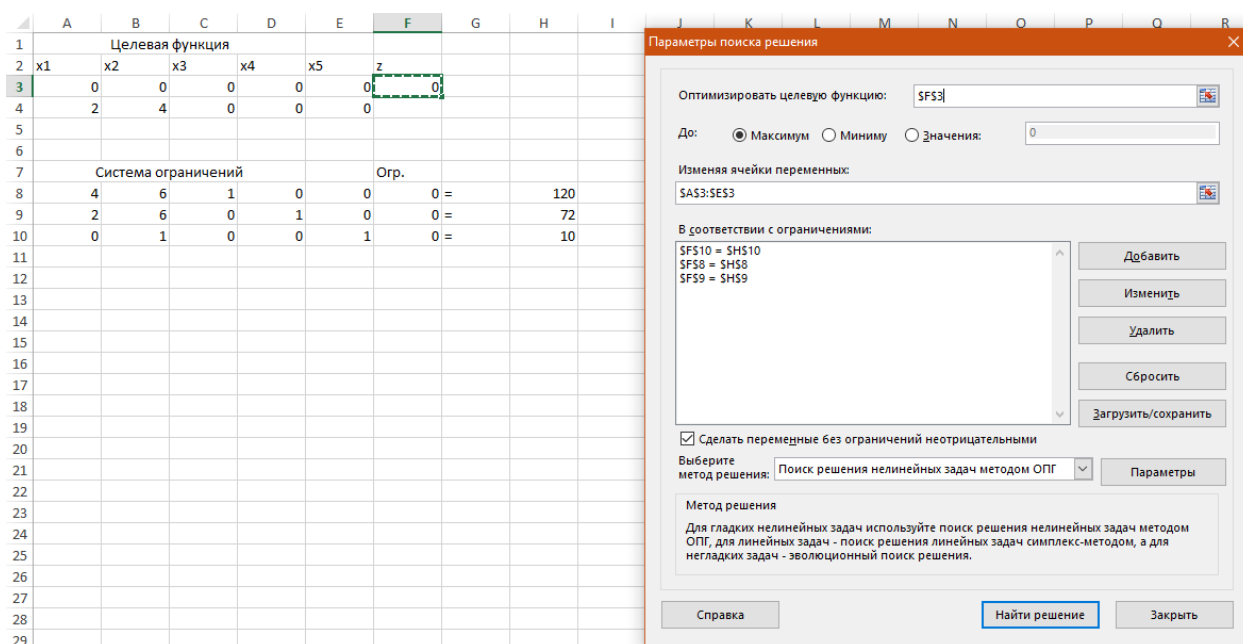 A B C D E F G H I J K L M N O P Q R
1 Целевая функция
2 x1 x2 x3 x4 x5 z
3 0 0 0 0 0 0
4 2 4 0 0 0
5
6
7 Система ограничений Огр.
8 4 6 1 0 0 0 = 120
9 2 6 0 1 0 0 = 72
10 0 1 0 0 1 0 = 10
11
12
13
14
15
16
17
18
19
20
21
22
23
24
25
26
27
28
29
Параметры поиска решения
Оптимизировать целевую функцию: $F$3
До: Максимум Миниму Значения: 0
Изменяя ячейки переменных:
$A$3:$E$3
В соответствии с ограничениями:
$F$10 = $H$10
$F$8 = $H$8
$F$9 = $H$9
Добавить
Изменить
Удалить
Сбросить
Загрузить/сохранить
Сделать переменные без ограничений неотрицательными
Выберите
метод решения: Поиск решения нелинейных задач методом ОПГ Параметры
Метод решения
Для гладких нелинейных задач используйте поиск решения нелинейных задач методом
ОПГ, для линейных задач - поиск решения линейных задач симплекс-методом, а для
негладких задач - эволюционный поиск решения.
Справка Найти решение Закрыть